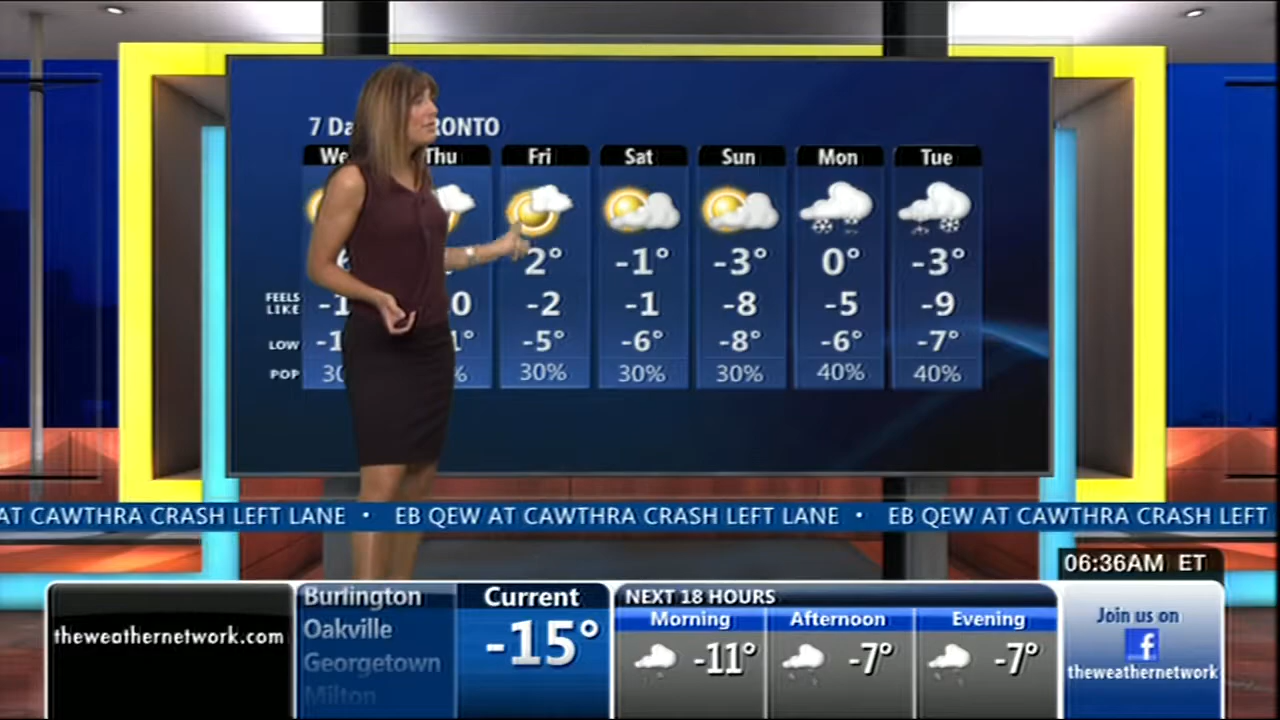 7 Da RONTO
We Thu Fri Sat Sun Mon Tue
2° -1° -3° 0° -3°
FEELS LIKE -1 0 -2 -1 -8 -5 -9
LOW -1 1° -5° -6° -8° -6° -7°
POP 30 % 30% 30% 30% 40% 40%
AT CAWTHRA CRASH LEFT LANE • EB QEW AT CAWTHRA CRASH LEFT LANE • EB QEW AT CAWTHRA CRASH LEFT
06:36AM ET
theweathernetwork.com
Burlington
Oakville
Georgetown
Milton
Current
-15°
NEXT 18 HOURS
Morning Afternoon Evening
-11° -7° -7°
Join us on
f
theweathernetwork